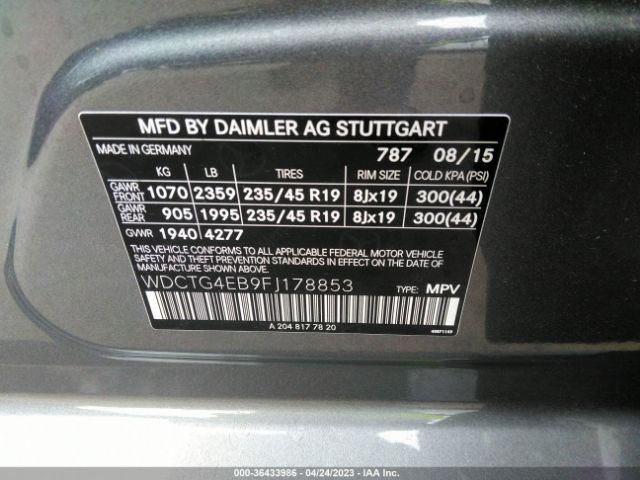 MFD BY DAIMLER AG STUTTGART
MADE IN GERMANY 787 08/15
KG LB TIRES RIM SIZE COLD KPA (PSI)
GAWR FRONT 1070 2359 235/45 R19 8Jx19 300(44)
GAWR REAR 905 1995 235/45 R19 8Jx19 300(44)
GVWR 1940 4277
THIS VEHICLE CONFORMS TO ALL APPLICABLE FEDERAL MOTOR VEHICLE
SAFETY, BUMPER AND THEFT PREVENTION STANDARDS IN EFFECT
ON THE DATE OF MANUFACTURE SHOWN ABOVE.
WDCTG4EB9FJ178853 TYPE: MPV
A 204 817 78 20
000-36433986 - 04/24/2023 - IAA Inc.